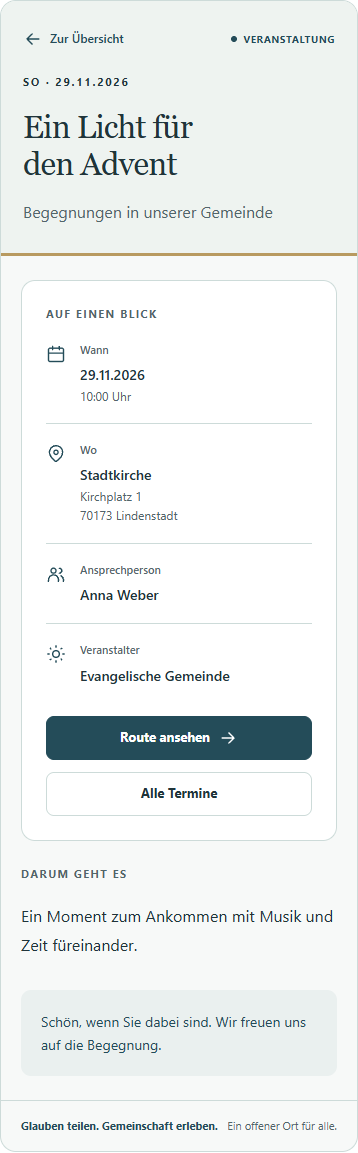 Zur Übersicht
VERANSTALTUNG
SO · 29.11.2026
Ein Licht für
den Advent
Begegnungen in unserer Gemeinde
AUF EINEN BLICK
Wann
29.11.2026
10:00 Uhr
Wo
Stadtkirche
Kirchplatz 1
70173 Lindenstadt
Ansprechperson
Anna Weber
Veranstalter
Evangelische Gemeinde
Route ansehen
Alle Termine
DARUM GEHT ES
Ein Moment zum Ankommen mit Musik und
Zeit füreinander.
Schön, wenn Sie dabei sind. Wir freuen uns
auf die Begegnung.
Glauben teilen. Gemeinschaft erleben. Ein offener Ort für alle.